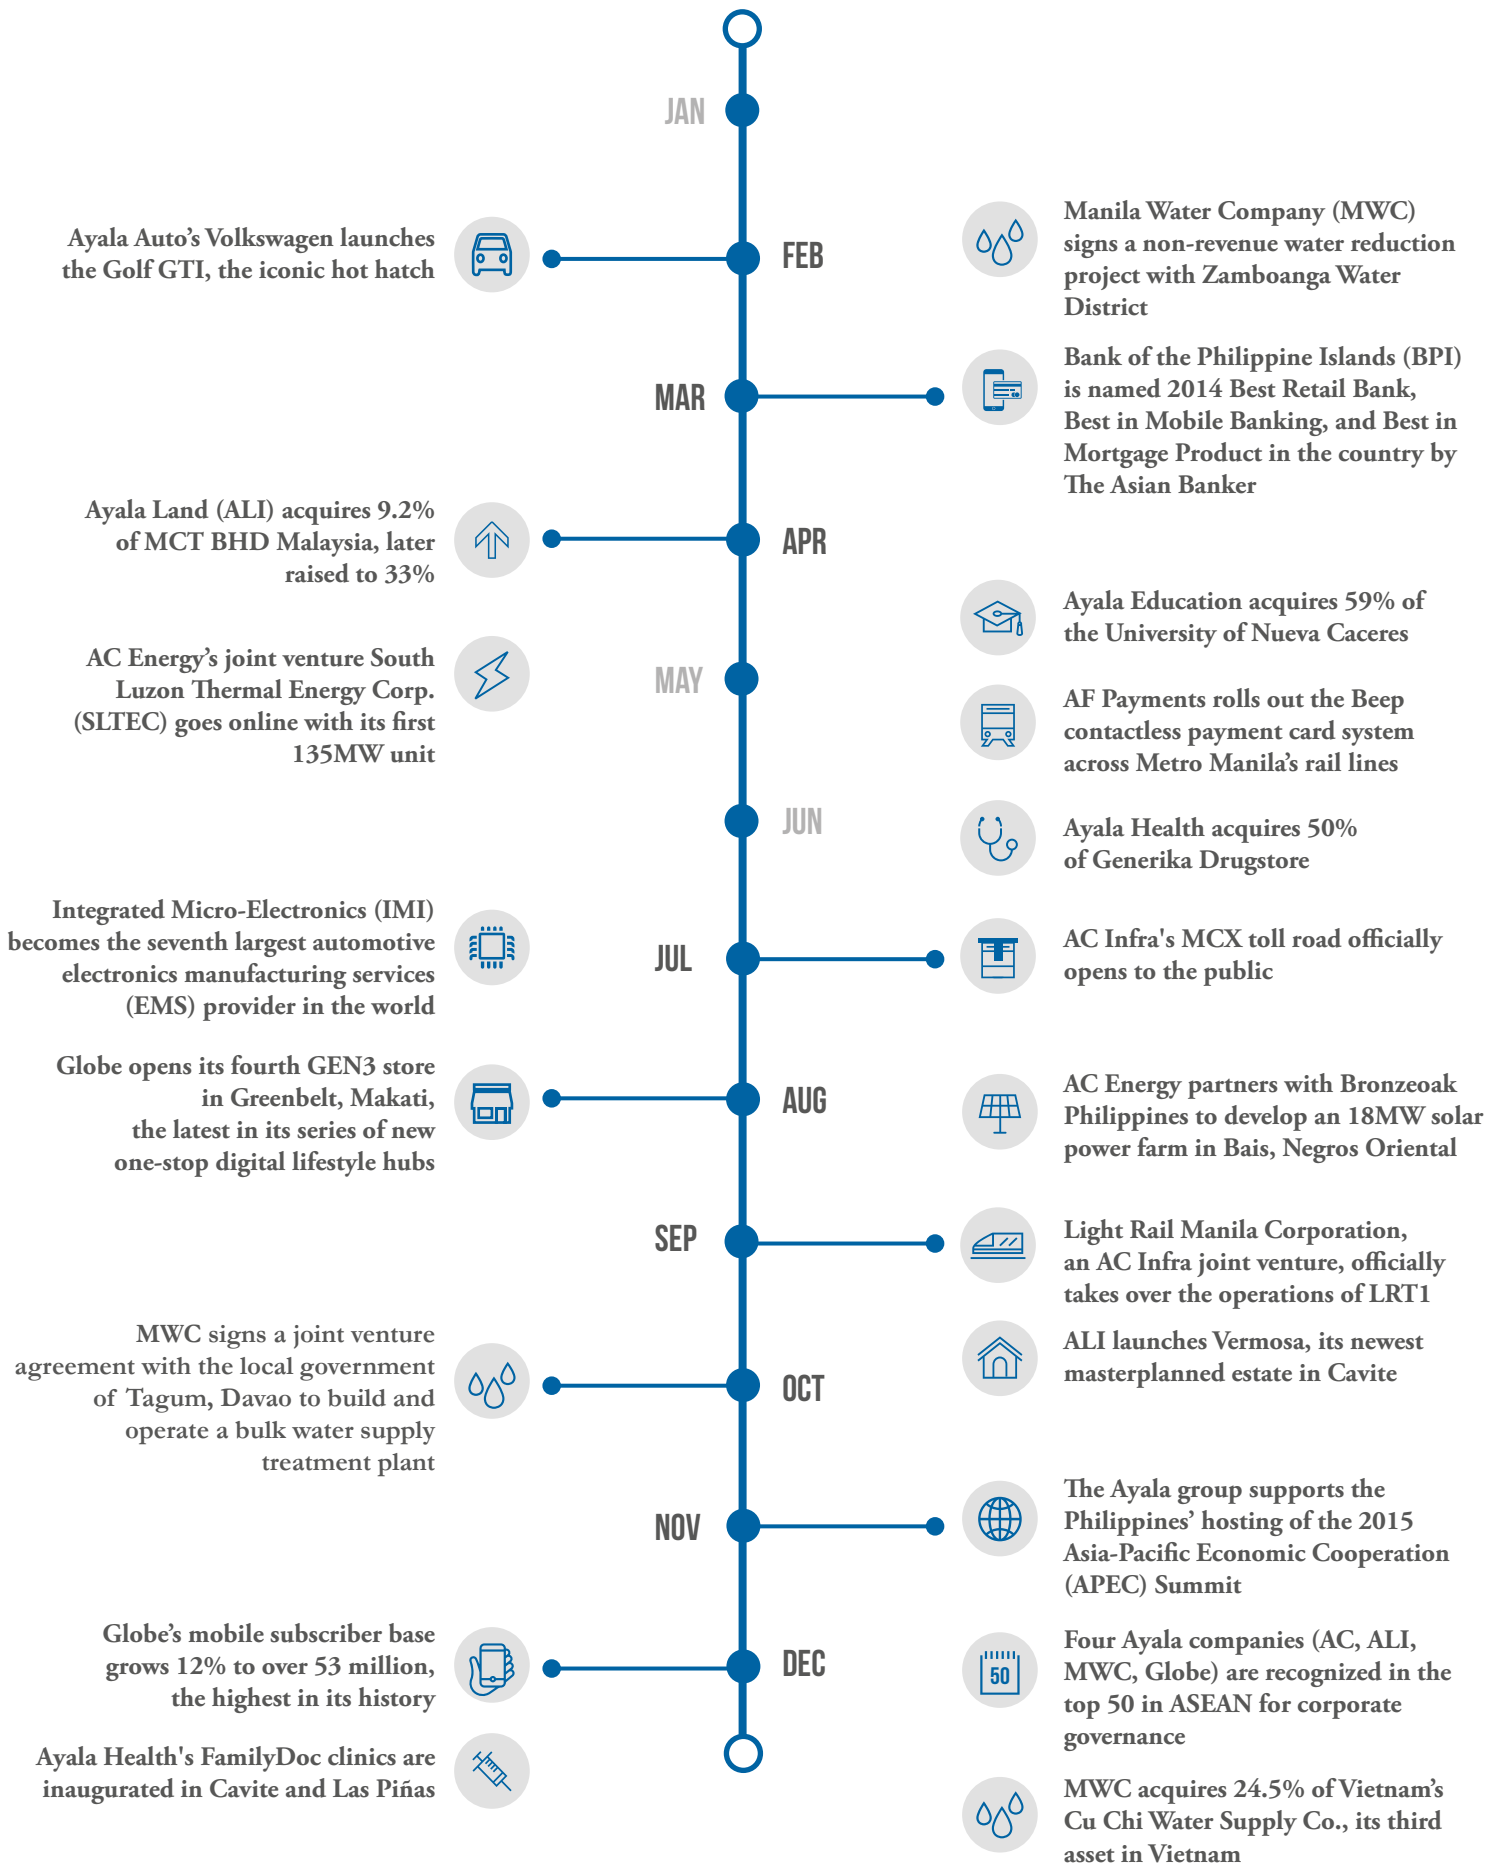 JAN
Ayala Auto’s Volkswagen launches
the Golf GTI, the iconic hot hatch
FEB
Manila Water Company (MWC)
signs a non-revenue water reduction
project with Zamboanga Water
District
MAR
Bank of the Philippine Islands (BPI)
is named 2014 Best Retail Bank,
Best in Mobile Banking, and Best in
Mortgage Product in the country by
The Asian Banker
Ayala Land (ALI) acquires 9.2%
of MCT BHD Malaysia, later
raised to 33%
APR
Ayala Education acquires 59% of
the University of Nueva Caceres
AC Energy’s joint venture South
Luzon Thermal Energy Corp.
(SLTEC) goes online with its first
135MW unit
MAY
AF Payments rolls out the Beep
contactless payment card system
across Metro Manila’s rail lines
JUN
Ayala Health acquires 50%
of Generika Drugstore
Integrated Micro-Electronics (IMI)
becomes the seventh largest automotive
electronics manufacturing services
(EMS) provider in the world
JUL
AC Infra's MCX toll road officially
opens to the public
Globe opens its fourth GEN3 store
in Greenbelt, Makati,
the latest in its series of new
one-stop digital lifestyle hubs
AUG
AC Energy partners with Bronzeoak
Philippines to develop an 18MW solar
power farm in Bais, Negros Oriental
SEP
Light Rail Manila Corporation,
an AC Infra joint venture, officially
takes over the operations of LRT1
MWC signs a joint venture
agreement with the local government
of Tagum, Davao to build and
operate a bulk water supply
treatment plant
OCT
ALI launches Vermosa, its newest
masterplanned estate in Cavite
NOV
The Ayala group supports the
Philippines’ hosting of the 2015
Asia-Pacific Economic Cooperation
(APEC) Summit
Globe’s mobile subscriber base
grows 12% to over 53 million,
the highest in its history
DEC
50
Four Ayala companies (AC, ALI,
MWC, Globe) are recognized in the
top 50 in ASEAN for corporate
governance
Ayala Health's FamilyDoc clinics are
inaugurated in Cavite and Las Piñas
MWC acquires 24.5% of Vietnam’s
Cu Chi Water Supply Co., its third
asset in Vietnam